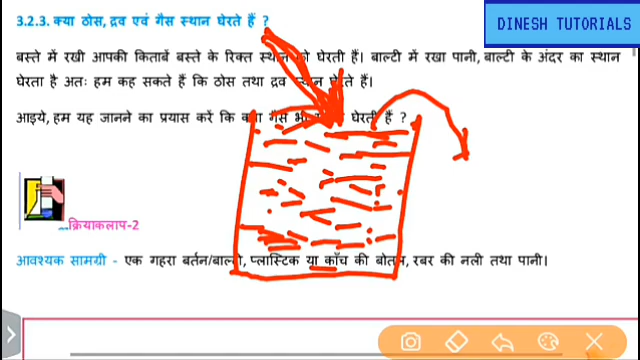 DINESH TUTORIALS
3.2.3. क्या ठोस, द्रव एवं गैस स्थान घेरते हैं ?
बस्ते में रखी आपकी किताबें बस्ते के रिक्त स्थान को घेरती हैं। बाल्टी में रखा पानी, बाल्टी के अंदर का स्थान
घेरता है अतः हम कह सकते हैं कि ठोस तथा द्रव स्थान घेरते हैं।
आइये, हम यह जानने का प्रयास करें कि क्या गैस भी स्थान घेरती हैं ?
क्रियाकलाप-2
आवश्यक सामग्री - एक गहरा बर्तन/बाल्टी, प्लास्टिक या काँच की बोतल, रबर की नली तथा पानी।